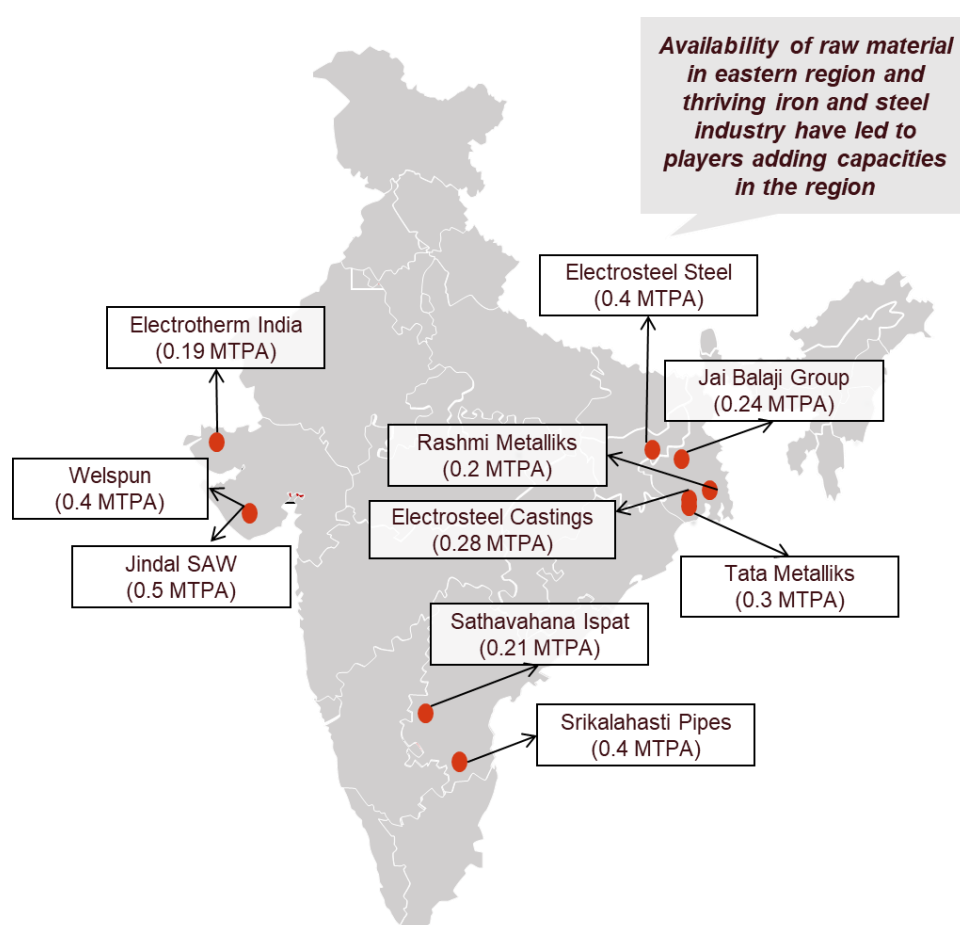 Availability of raw material
in eastern region and
thriving iron and steel
industry have led to
players adding capacities
in the region
Electrosteel Steel
(0.4 MTPA)
Electrotherm India
(0.19 MTPA)
Jai Balaji Group
(0.24 MTPA)
Rashmi Metalliks
(0.2 MTPA)
Welspun
(0.4 MTPA)
Electrosteel Castings
(0.28 MTPA)
Jindal SAW
(0.5 MTPA)
Tata Metalliks
(0.3 MTPA)
Sathavahana Ispat
(0.21 MTPA)
Srikalahasti Pipes
(0.4 MTPA)